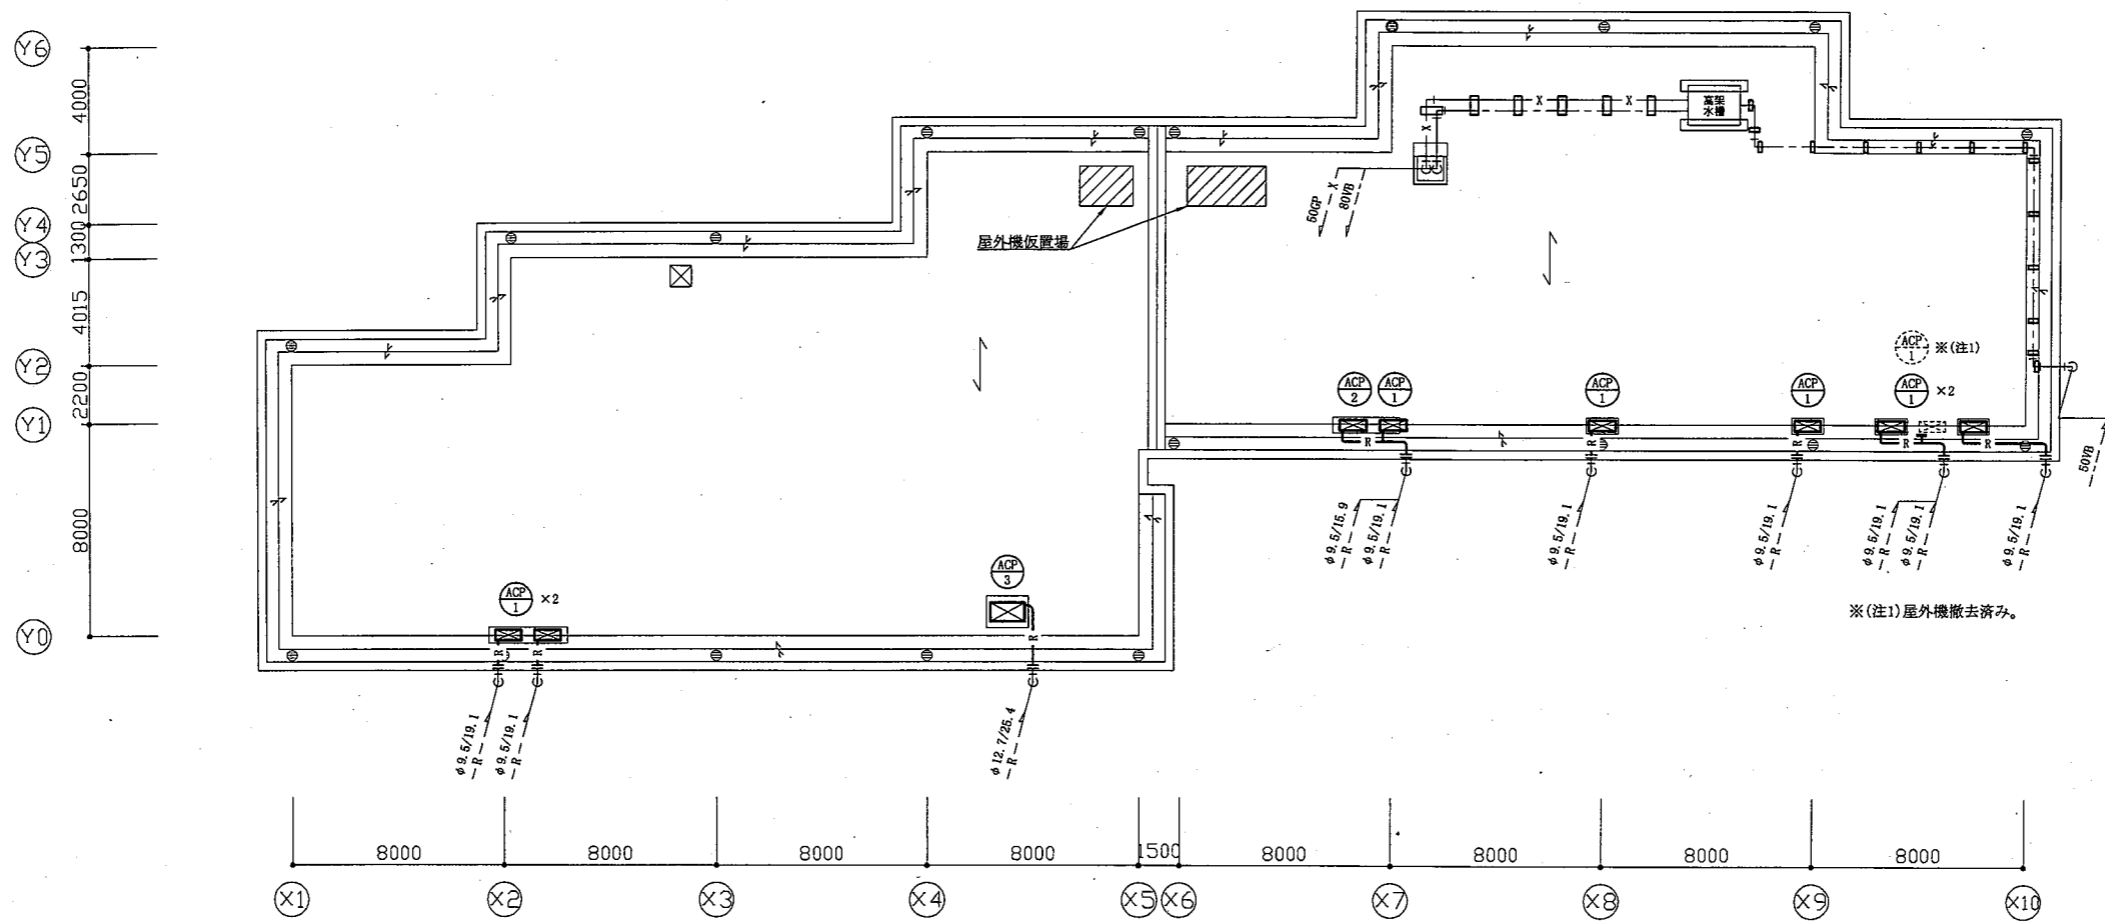 Y6
4000
Y5
2650
Y4
1300
Y3
4015
Y2
2200
Y1
8000
Y0
高架
水槽
X
X
X
50GP
X
80VB
屋外機仮置場
ACP
1
※(注1)
ACP
2
ACP
1
ACP
1
ACP
1
ACP
1
×2
R
R
R
R
R
φ9.5/15.9
R
φ9.5/19.1
R
φ9.5/19.1
R
φ9.5/19.1
R
φ9.5/19.1
R
φ9.5/19.1
R
φ9.5/19.1
R
50VB
※(注1)屋外機撤去済み。
ACP
1
×2
ACP
3
R
R
R
φ9.5/19.1
R
φ9.5/19.1
R
φ12.7/25.4
R
8000
8000
8000
8000
1500
8000
8000
8000
8000
X1
X2
X3
X4
X5
X6
X7
X8
X9
X10